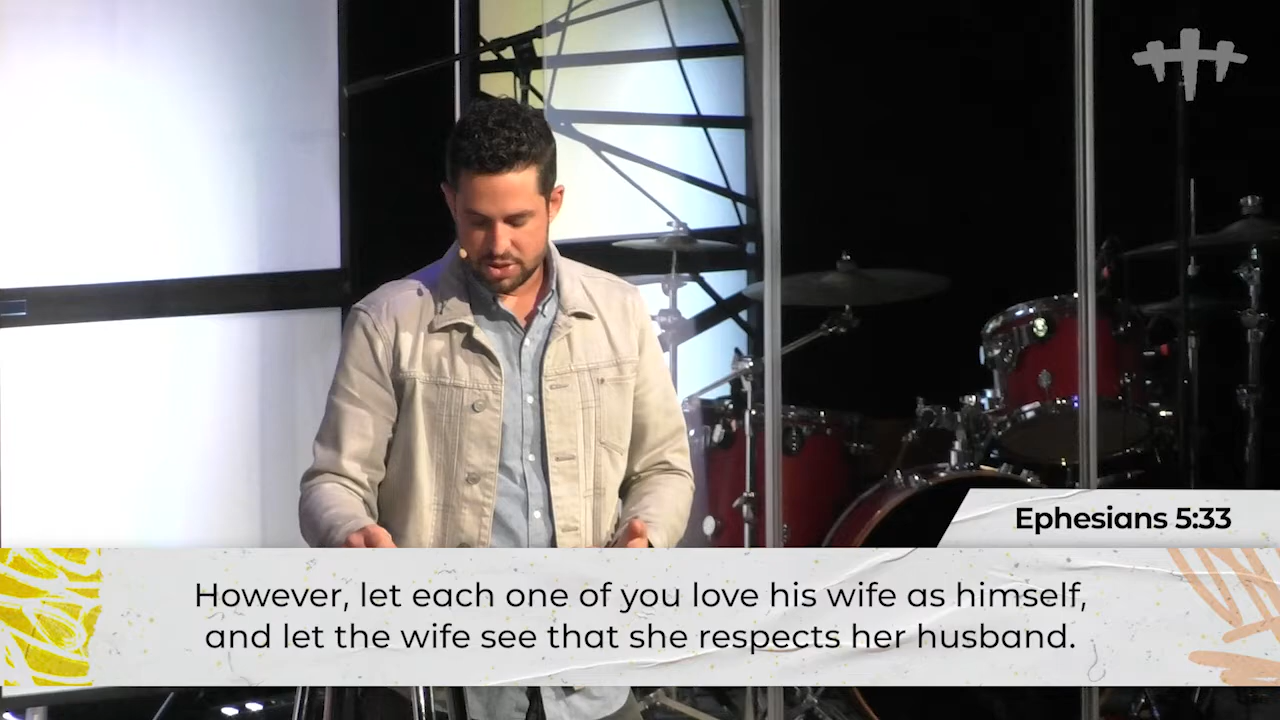 Ephesians 5:33
However, let each one of you love his wife as himself,
and let the wife see that she respects her husband.